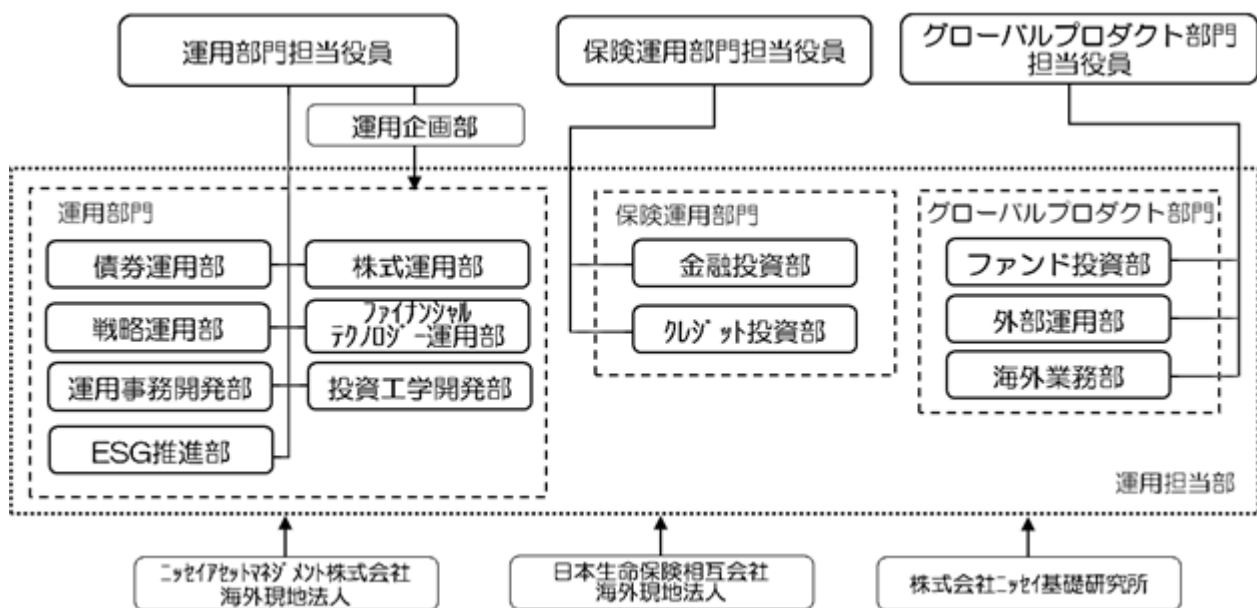 運用部門担当役員
保険運用部門担当役員
グローバルプロダクト部門
担当役員
運用企画部
運用部門
債券運用部
株式運用部
戦略運用部
ファイナンシャル
テクノロジー運用部
運用事務開発部
投資工学開発部
ESG推進部
保険運用部門
金融投資部
クレジット投資部
グローバルプロダクト部門
ファンド投資部
外部運用部
海外業務部
運用担当部
ニッセイアセットマネジメント株式会社
海外現地法人
日本生命保険相互会社
海外現地法人
株式会社ニッセイ基礎研究所